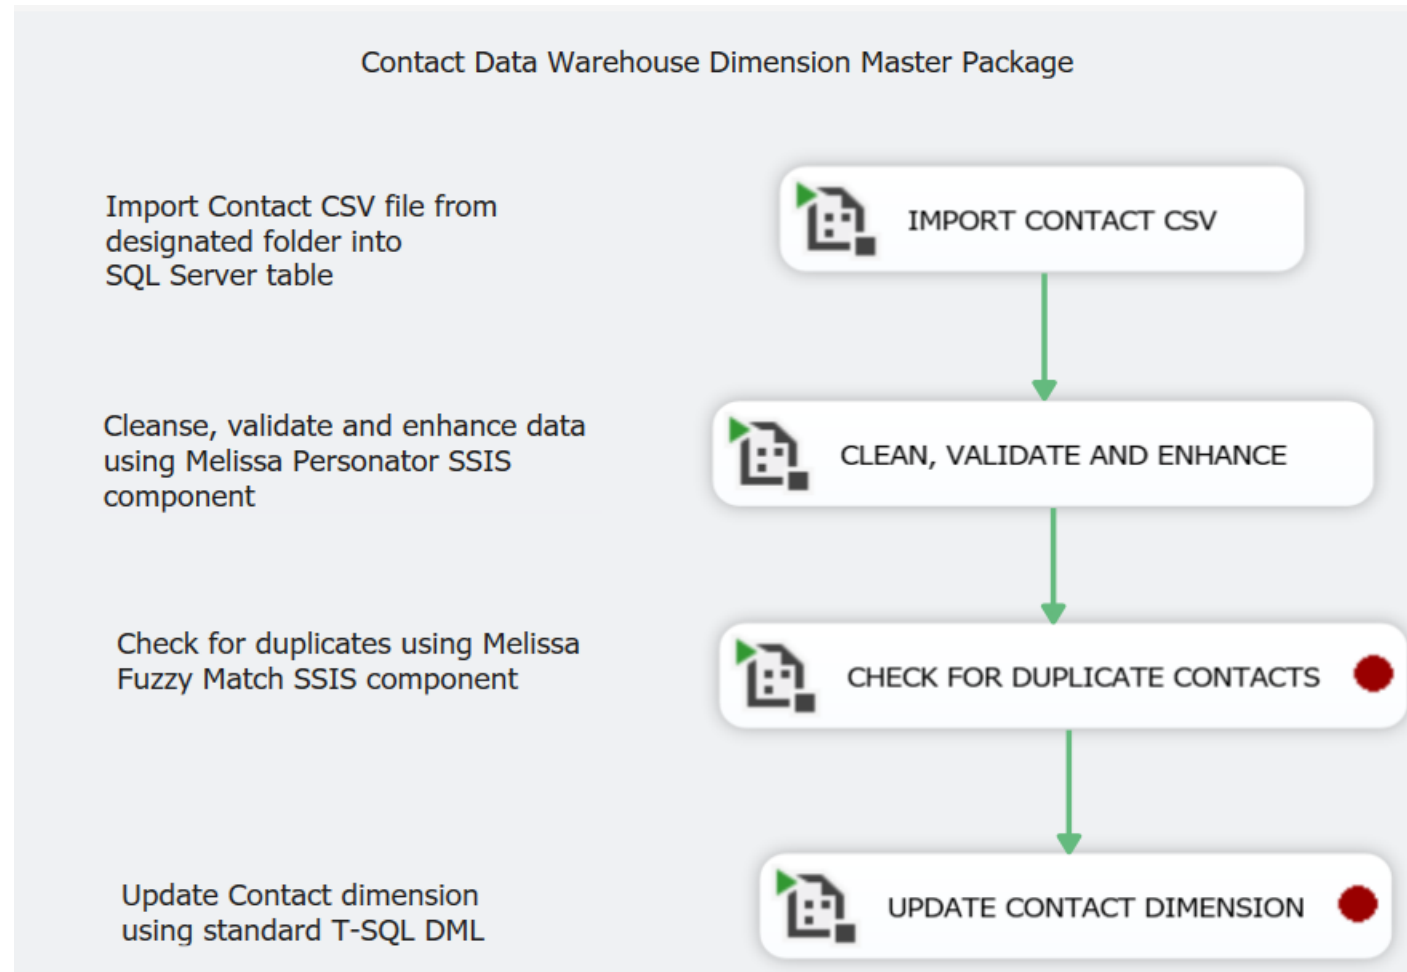 Contact Data Warehouse Dimension Master Package
Import Contact CSV file from
designated folder into
SQL Server table
IMPORT CONTACT CSV
Cleanse, validate and enhance data
using Melissa Personator SSIS
component
CLEAN, VALIDATE AND ENHANCE
Check for duplicates using Melissa
Fuzzy Match SSIS component
CHECK FOR DUPLICATE CONTACTS
Update Contact dimension
using standard T-SQL DML
UPDATE CONTACT DIMENSION